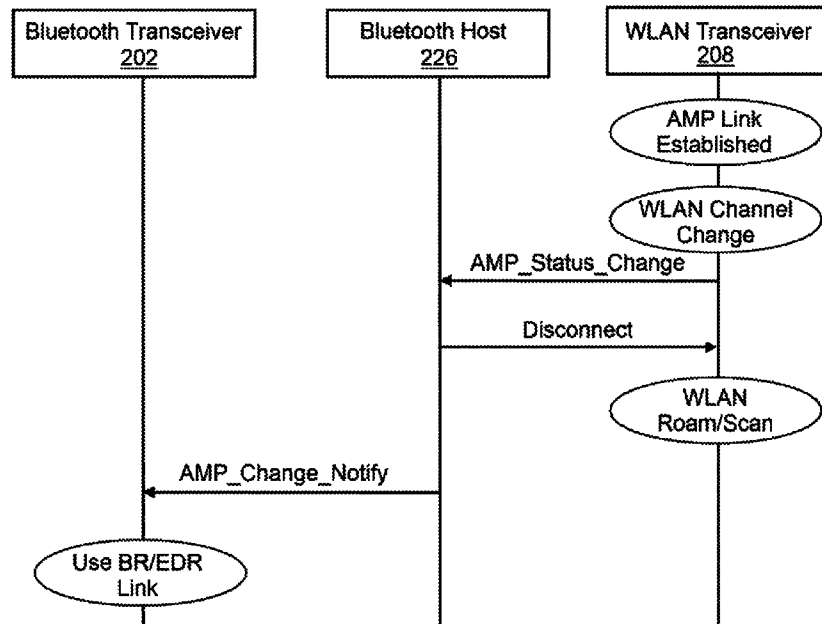 Bluetooth Transceiver
202
Bluetooth Host
226
WLAN Transceiver
208
AMP Link
Established
WLAN Channel
Change
AMP_Status_Change
Disconnect
WLAN
Roam/Scan
AMP_Change_Notify
Use BR/EDR
Link